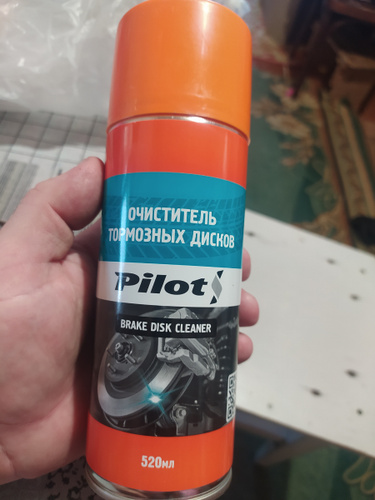 ОЧИСТИТЕЛЬ
ТОРМОЗНЫХ ДИСКОВ
Pilot
BRAKE DISK CLEANER
520мл